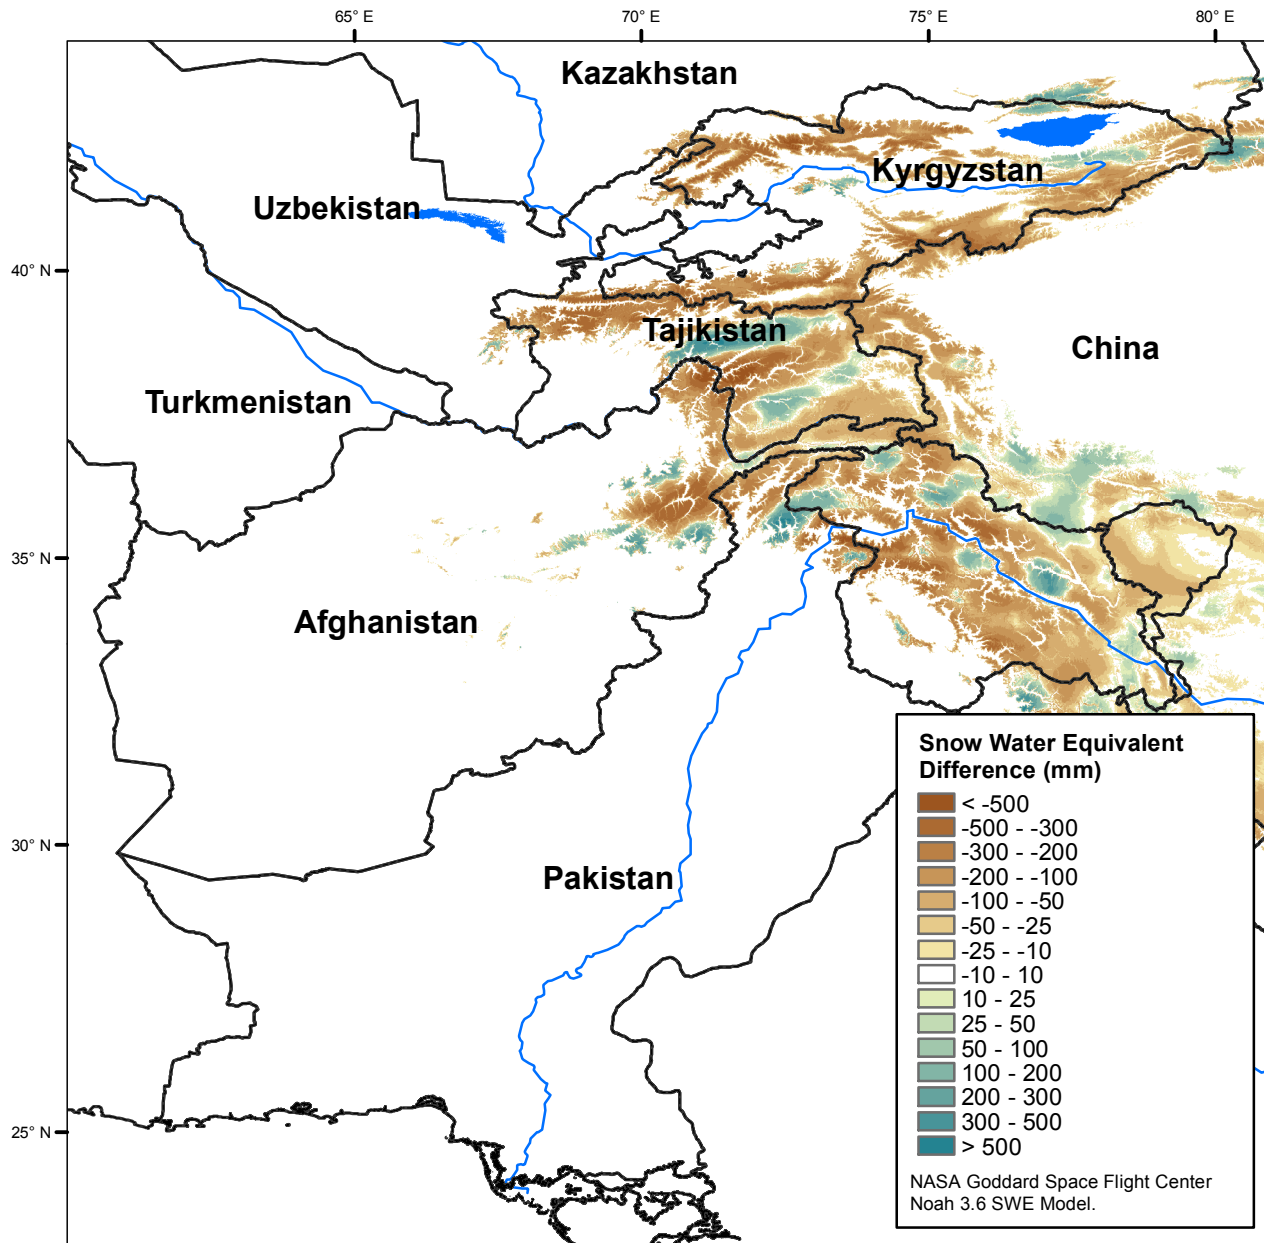 65° E 70° E 75° E 80° E
Kazakhstan
Kyrgyzstan
Uzbekistan
40° N
Tajikistan
China
Turkmenistan
35° N
Afghanistan
Snow Water Equivalent
Difference (mm)
< -500
-500 - -300
-300 - -200
-200 - -100
-100 - -50
-50 - -25
-25 - -10
-10 - 10
10 - 25
25 - 50
50 - 100
100 - 200
200 - 300
300 - 500
> 500
NASA Goddard Space Flight Center
Noah 3.6 SWE Model.
30° N
Pakistan
25° N